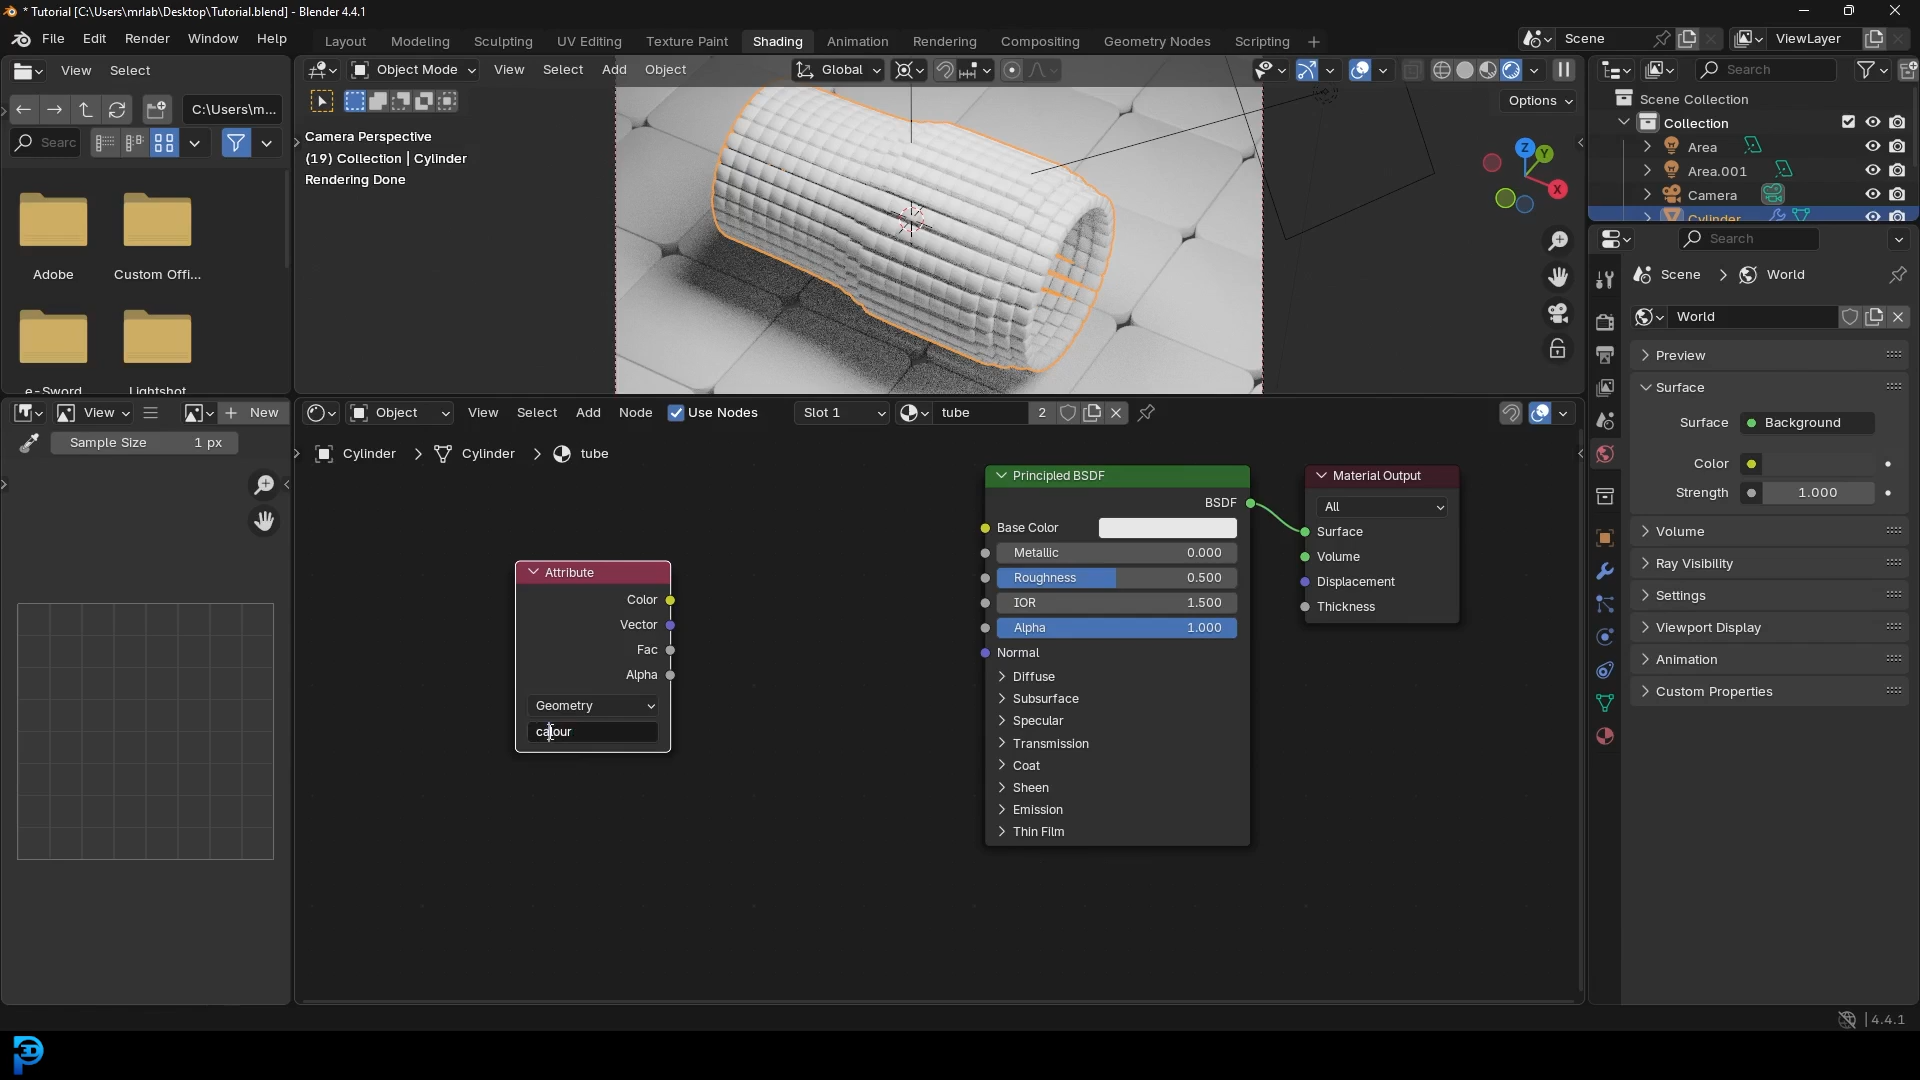 * Tutorial [C:\Users\mrlab\Desktop\Tutorial.blend] - Blender 4.4.1
File Edit Render Window Help
Layout Modeling Sculpting UV Editing Texture Paint Shading Animation Rendering Compositing Geometry Nodes Scripting
Scene
ViewLayer
View Select
C:\Users\m...
Searc
Adobe
Custom Offi...
e-Sword
Lightshot
Object Mode View Select Add Object
Global
Options
Camera Perspective
(19) Collection | Cylinder
Rendering Done
Z
Y
X
Search
Scene Collection
Collection
Area
Area.001
Camera
Cylinder
View
New
Sample Size 1 px
Object View Select Add Node Use Nodes Slot 1 tube 2
Cylinder > Cylinder > tube
Attribute
Color
Vector
Fac
Alpha
Geometry
Principled BSDF
BSDF
Base Color
Metallic 0.000
Roughness 0.500
IOR 1.500
Alpha 1.000
Normal
Diffuse
Subsurface
Specular
Transmission
Coat
Sheen
Emission
Thin Film
Material Output
All
Surface
Volume
Displacement
Thickness
Search
Scene > World
World
Preview
Surface
Surface Background
Color
Strength 1.000
Volume
Ray Visibility
Settings
Viewport Display
Animation
Custom Properties
4.4.1
3D